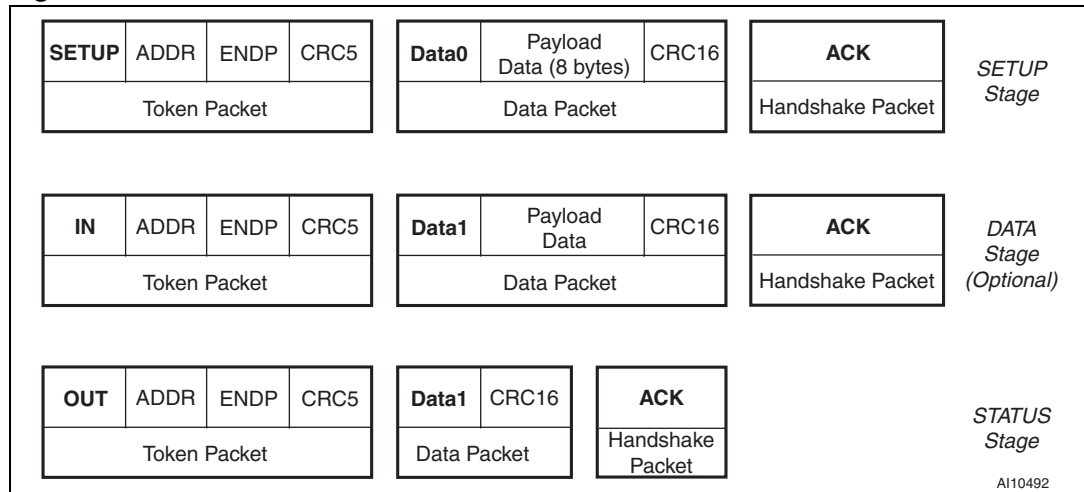 SETUP ADDR ENDP CRC5 Data0 Payload Data (8 bytes) CRC16 ACK SETUP Stage
Token Packet Data Packet Handshake Packet
IN ADDR ENDP CRC5 Data1 Payload Data CRC16 ACK DATA Stage (Optional)
Token Packet Data Packet Handshake Packet
OUT ADDR ENDP CRC5 Data1 CRC16 ACK STATUS Stage
Token Packet Data Packet Handshake Packet
AI10492